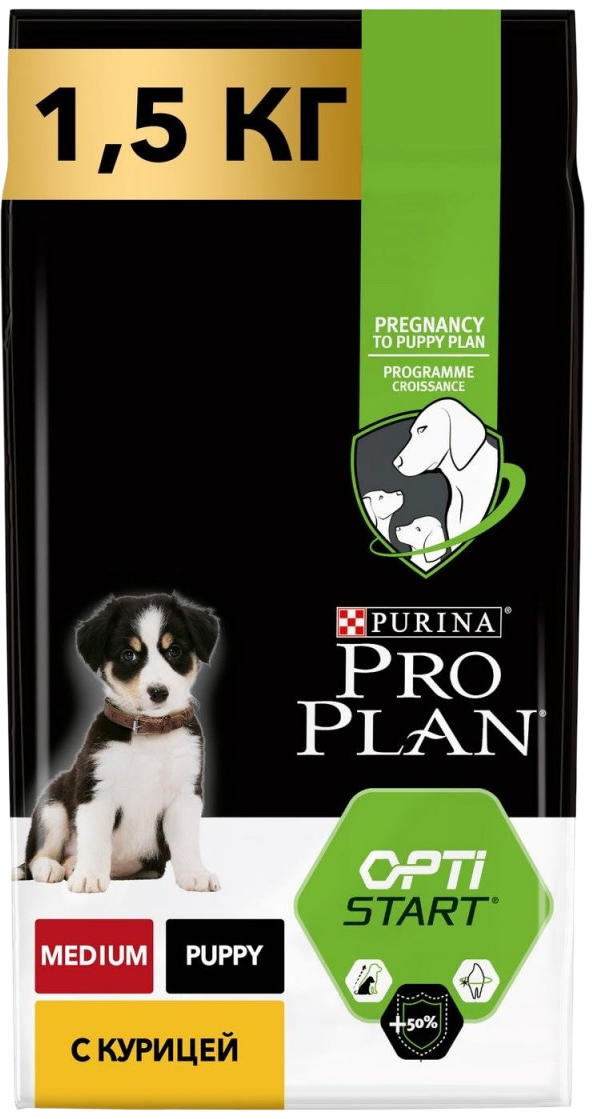 1,5 КГ
PREGNANCY
TO PUPPY PLAN
PROGRAMME
CROISSANCE
PURINA®
PRO
PLAN®
OPTI
START®
MEDIUM PUPPY
+50%
С КУРИЦЕЙ